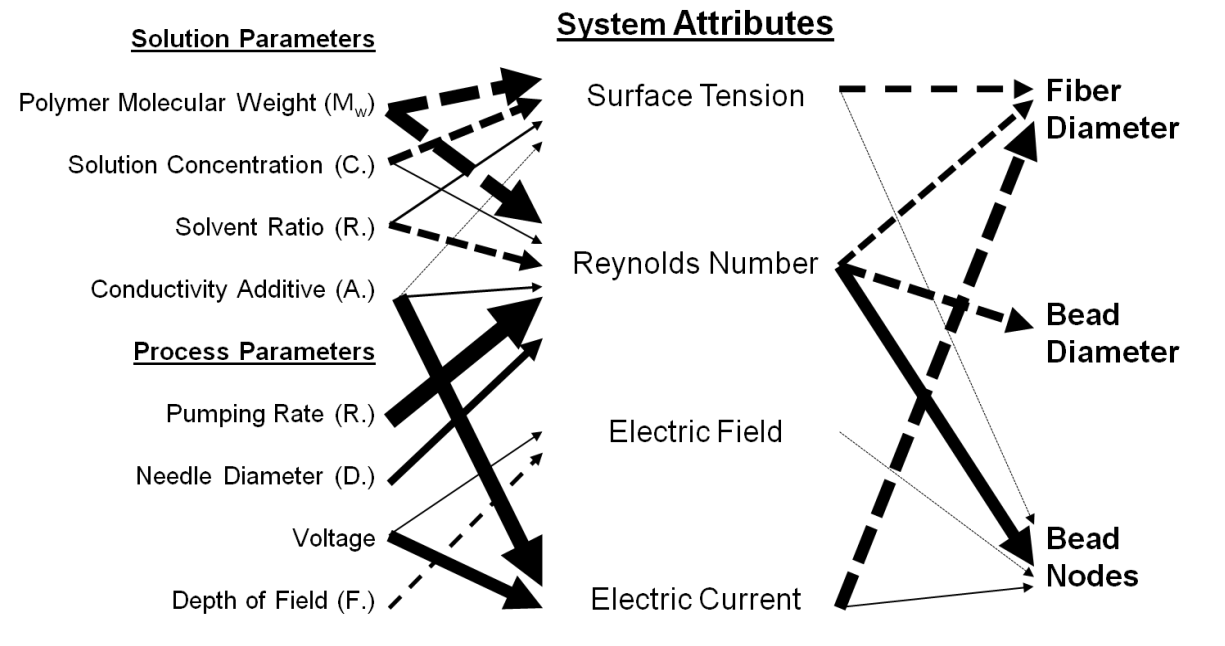 System Attributes
Solution Parameters
Polymer Molecular Weight (Mw)
Solution Concentration (C.)
Solvent Ratio (R.)
Conductivity Additive (A.)
Process Parameters
Pumping Rate (R.)
Needle Diameter (D.)
Voltage
Depth of Field (F.)
Surface Tension
Reynolds Number
Electric Field
Electric Current
Fiber
Diameter
Bead
Diameter
Bead
Nodes